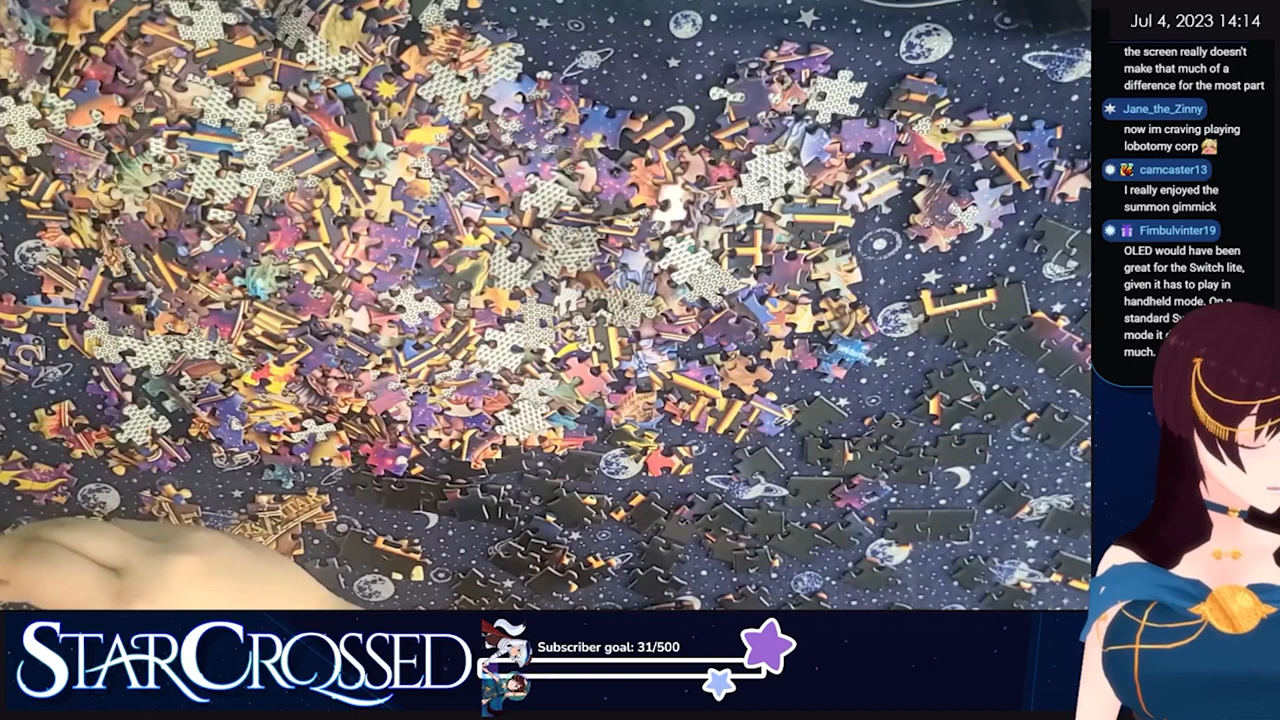 Jul 4, 2023 14:14
the screen really doesn't
make that much of a
difference for the most part
Jane_the_Zinny
now im craving playing
lobotomy corp
camcaster13
I really enjoyed the
summon gimmick
Fimbulvinter19
OLED would have been
great for the Switch lite,
given it has to play in
handheld mode. On a
standard
mode it
much.
STARCROSSED
Subscriber goal: 31/500